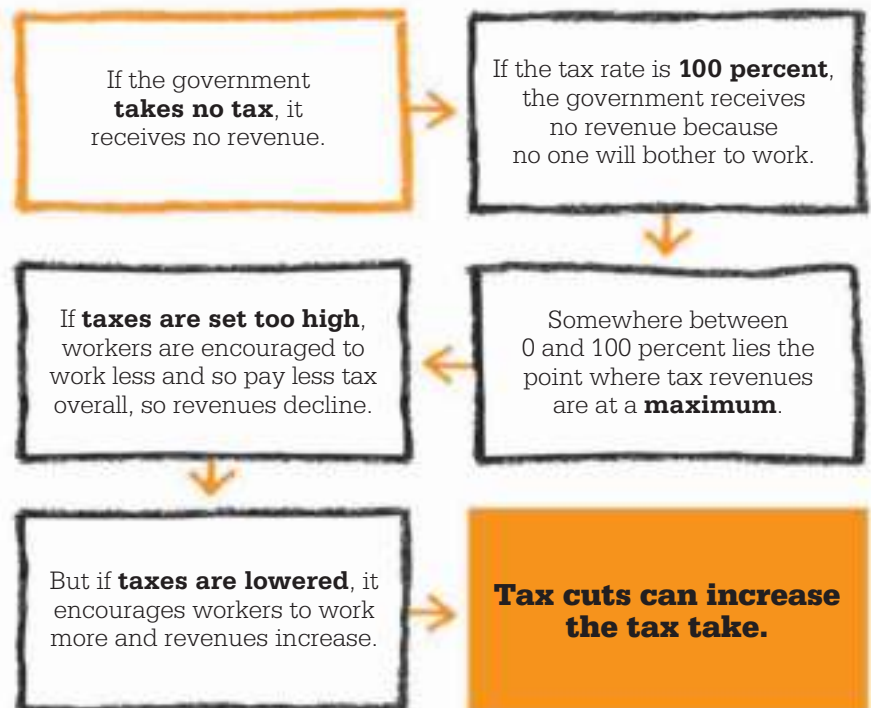 If the government
takes no tax, it
receives no revenue.
If the tax rate is 100 percent,
the government receives
no revenue because
no one will bother to work.
Somewhere between
0 and 100 percent lies the
point where tax revenues
are at a maximum.
If taxes are set too high,
workers are encouraged to
work less and so pay less tax
overall, so revenues decline.
But if taxes are lowered, it
encourages workers to work
more and revenues increase.
Tax cuts can increase
the tax take.